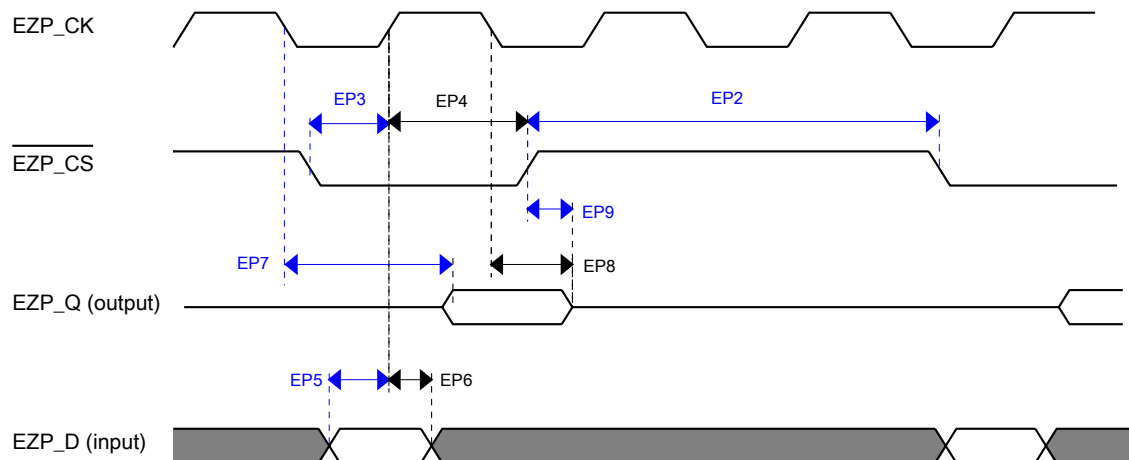 EZP_CK
EP3
EP4
EP2
EZP_CS
EP9
EP7
EP8
EZP_Q (output)
EP5
EP6
EZP_D (input)